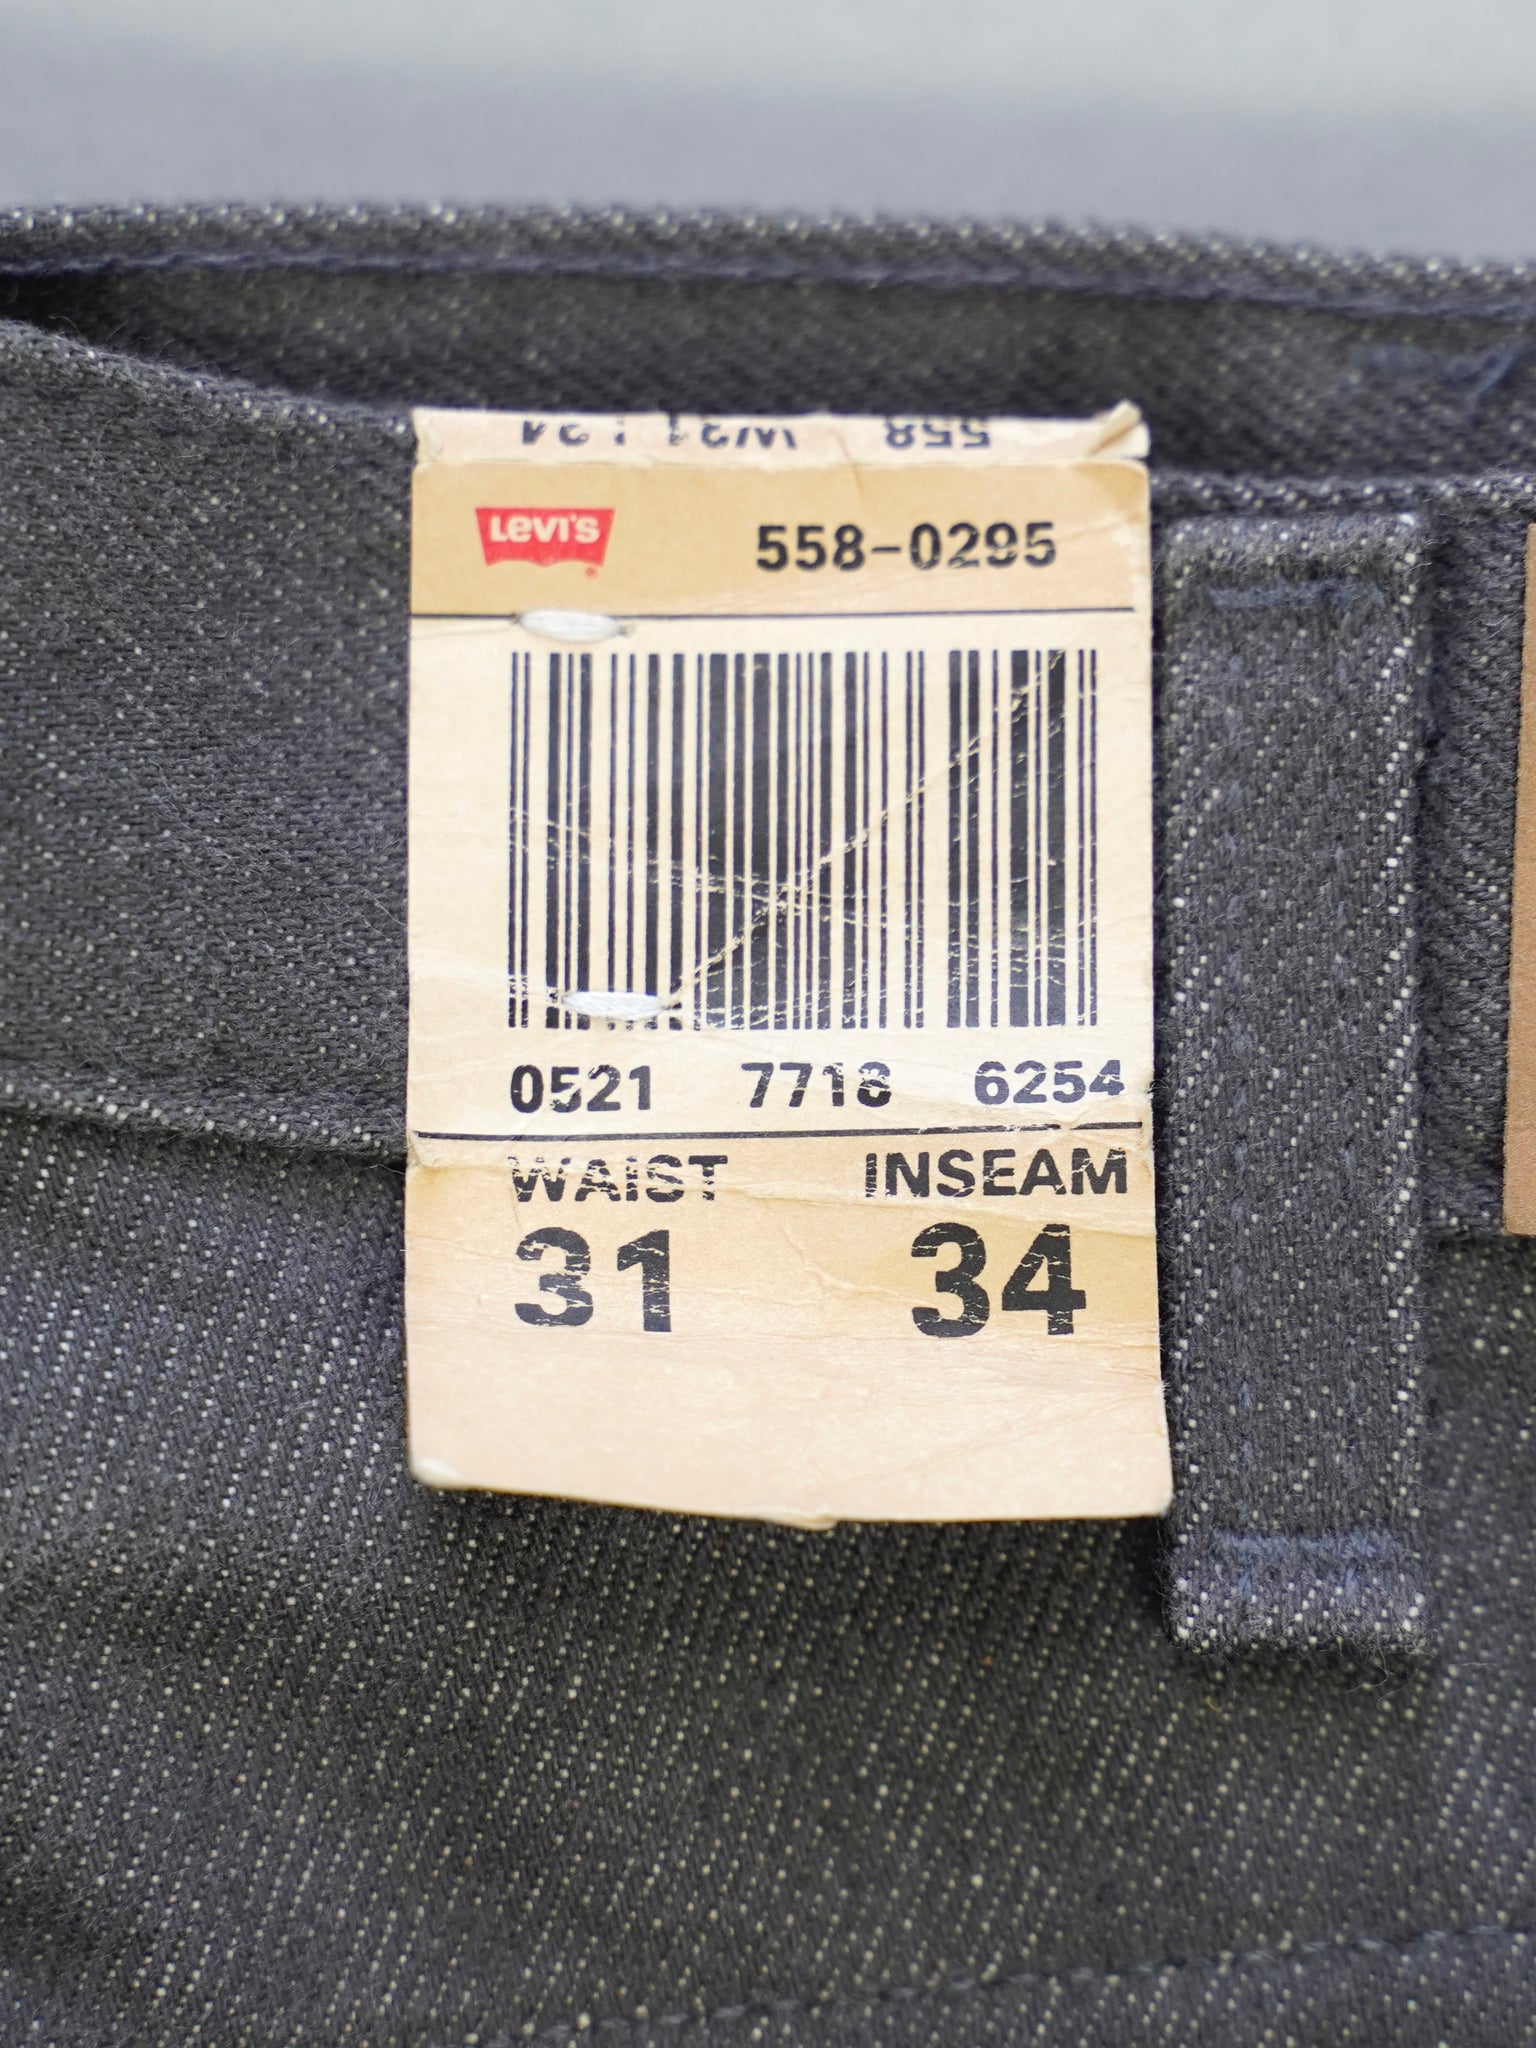 558 W31 L34
LEVI'S ®
558-0295
0521 7718 6254
WAIST INSEAM
31 34